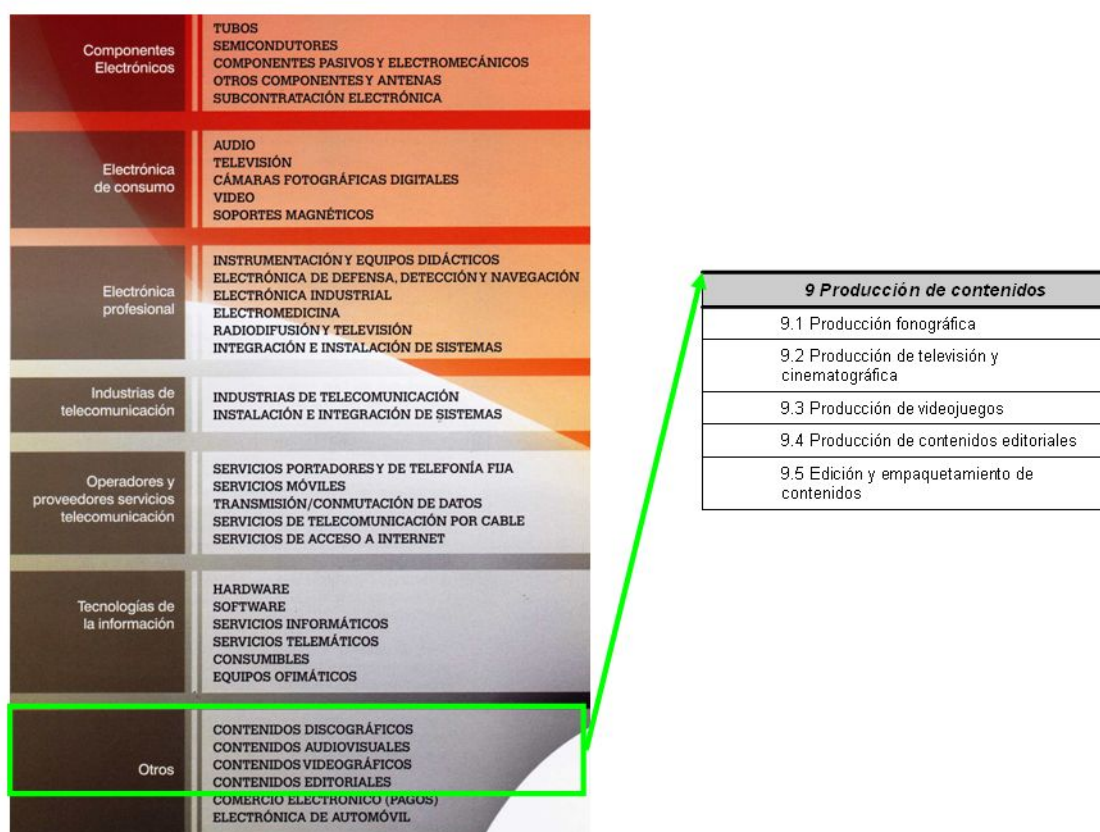 Componentes
Electrónicos
TUBOS
SEMICONDUTORES
COMPONENTES PASIVOS Y ELECTROMECÁNICOS
OTROS COMPONENTES Y ANTENAS
SUBCONTRATACIÓN ELECTRÓNICA
Electrónica
de consumo
AUDIO
TELEVISIÓN
CÁMARAS FOTOGRÁFICAS DIGITALES
VIDEO
SOPORTES MAGNÉTICOS
Electrónica
profesional
INSTRUMENTACIÓN Y EQUIPOS DIDÁCTICOS
ELECTRÓNICA DE DEFENSA, DETECCIÓN Y NAVEGACIÓN
ELECTRÓNICA INDUSTRIAL
ELECTROMEDICINA
RADIODIFUSIÓN Y TELEVISIÓN
INTEGRACIÓN E INSTALACIÓN DE SISTEMAS
Industrias de
telecomunicación
INDUSTRIAS DE TELECOMUNICACIÓN
INSTALACIÓN E INTEGRACIÓN DE SISTEMAS
Operadores y
proveedores servicios
telecomunicación
SERVICIOS PORTADORES Y DE TELEFONÍA FIJA
SERVICIOS MÓVILES
TRANSMISIÓN/CONMUTACIÓN DE DATOS
SERVICIOS DE TELECOMUNICACIÓN POR CABLE
SERVICIOS DE ACCESO A INTERNET
Tecnologías de
la información
HARDWARE
SOFTWARE
SERVICIOS INFORMÁTICOS
SERVICIOS TELEMÁTICOS
CONSUMIBLES
EQUIPOS OFIMÁTICOS
Otros
CONTENIDOS DISCOGRÁFICOS
CONTENIDOS AUDIOVISUALES
CONTENIDOS VIDEOGRÁFICOS
CONTENIDOS EDITORIALES
COMERCIO ELECTRÓNICO (PAGOS)
ELECTRÓNICA DE AUTOMÓVIL
9 Producción de contenidos
9.1 Producción fonográfica
9.2 Producción de televisión y
cinematográfica
9.3 Producción de videojuegos
9.4 Producción de contenidos editoriales
9.5 Edición y empaquetamiento de
contenidos